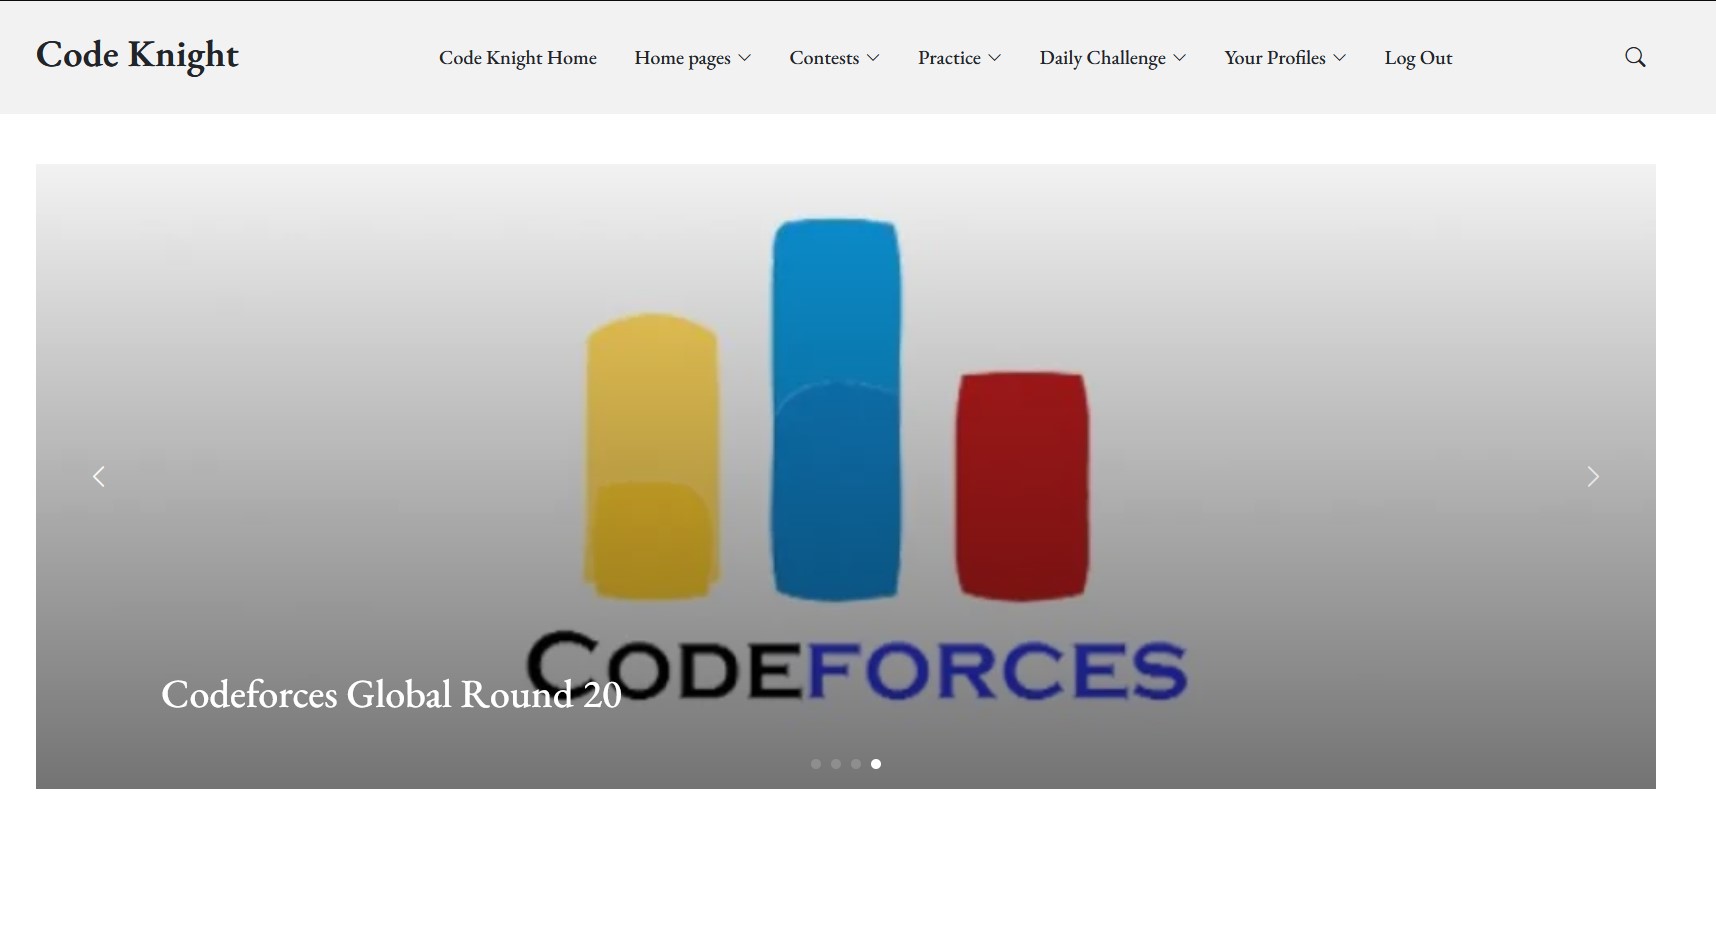 Code Knight
Code Knight Home Home pages Contests Practice Daily Challenge Your Profiles Log Out
CODEFORCES
Codeforces Global Round 20